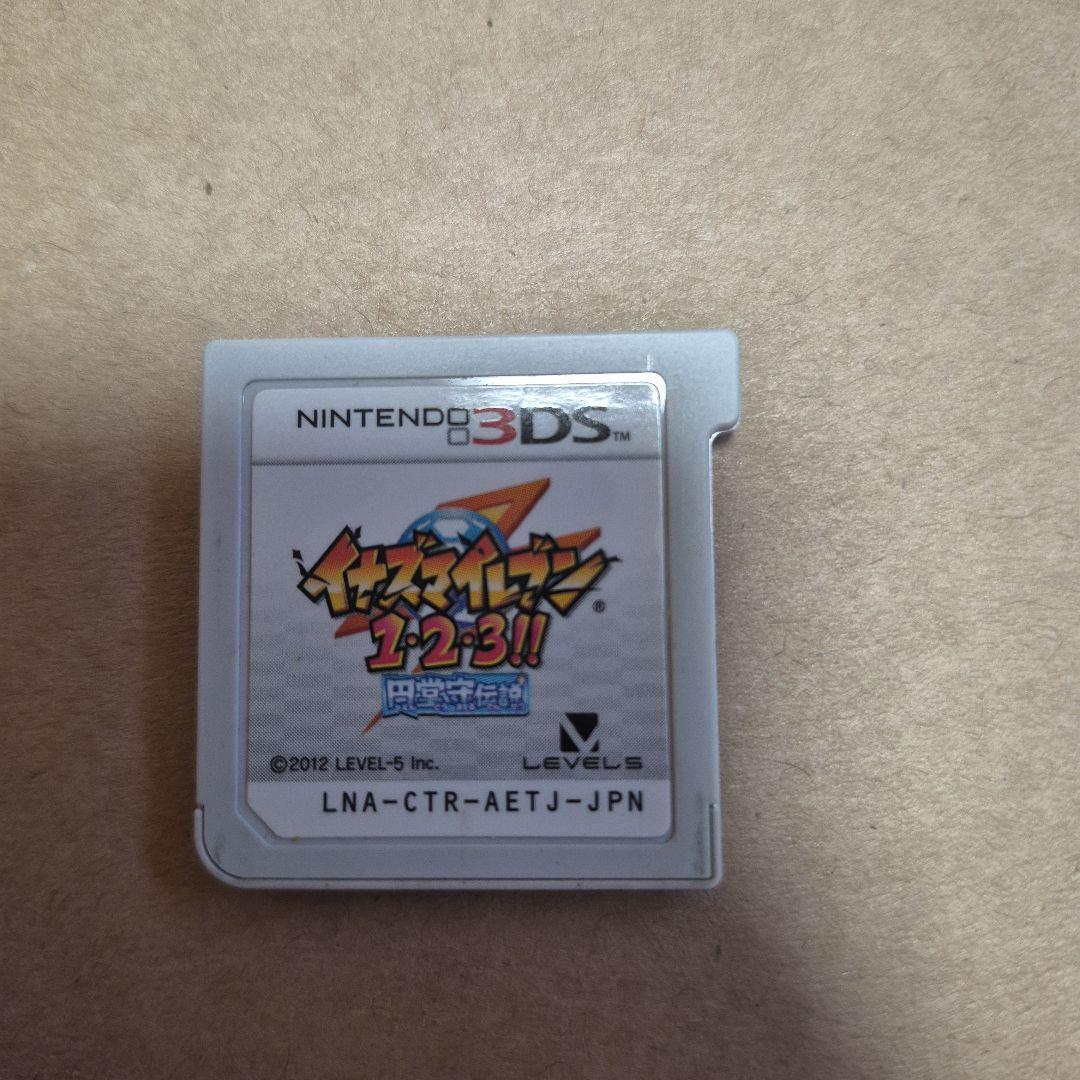 NINTENDO 3DS™
イナズマイレブン®
1・2・3!!
円堂守伝説
©2012 LEVEL-5 Inc.
LEVEL5
LNA-CTR-AETJ-JPN